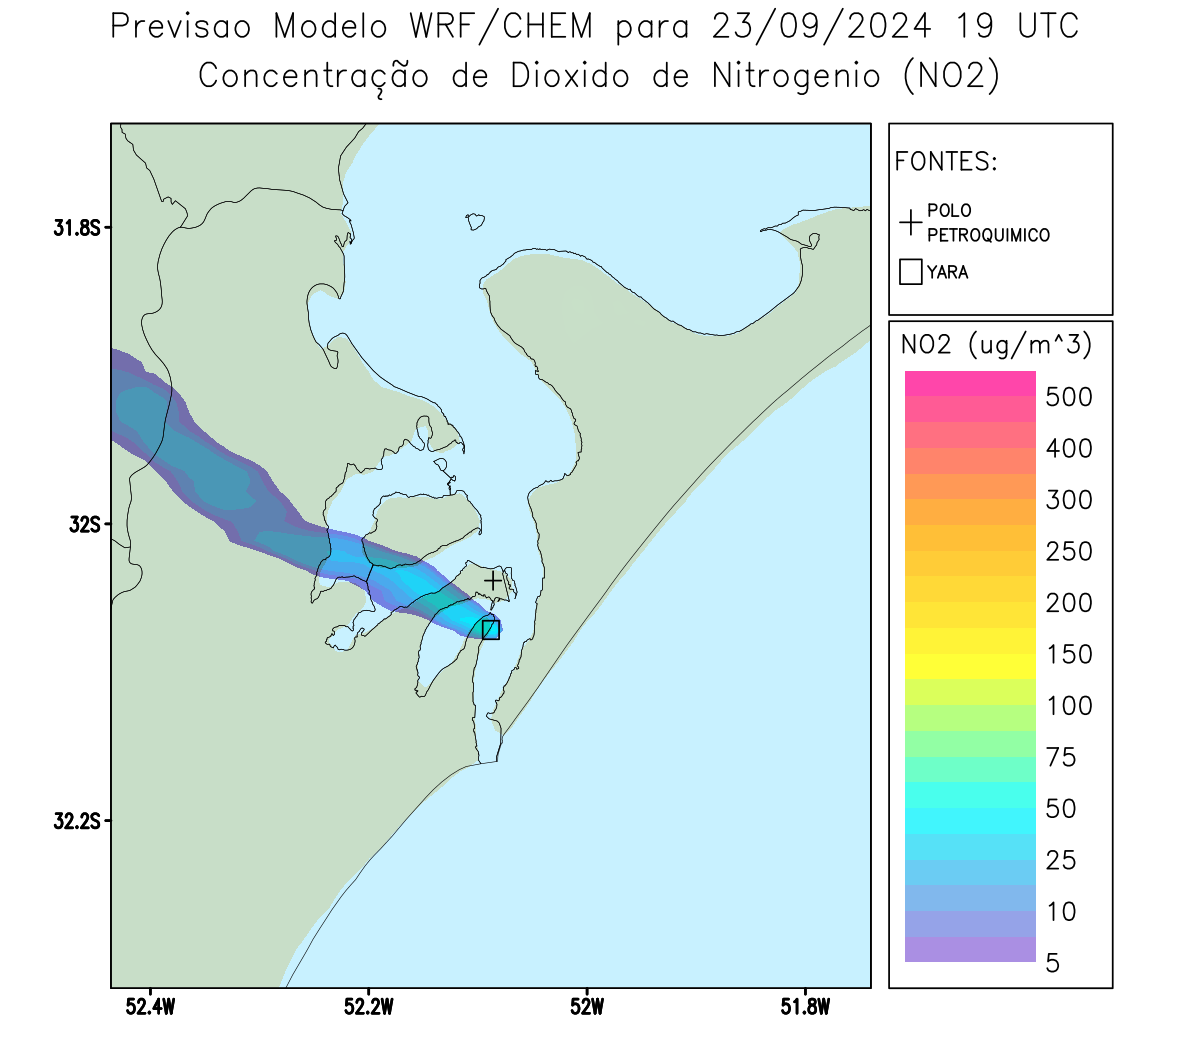 Previsao Modelo WRF/CHEM para 23/09/2024 19 UTC
Concentração de Dioxido de Nitrogenio (NO2)
FONTES:
POLO
PETROQUIMICO
YARA
31.8S
32S
32.2S
52.4W
52.2W
52W
51.8W
NO2 (ug/m^3)
500
400
300
250
200
150
100
75
50
25
10
5